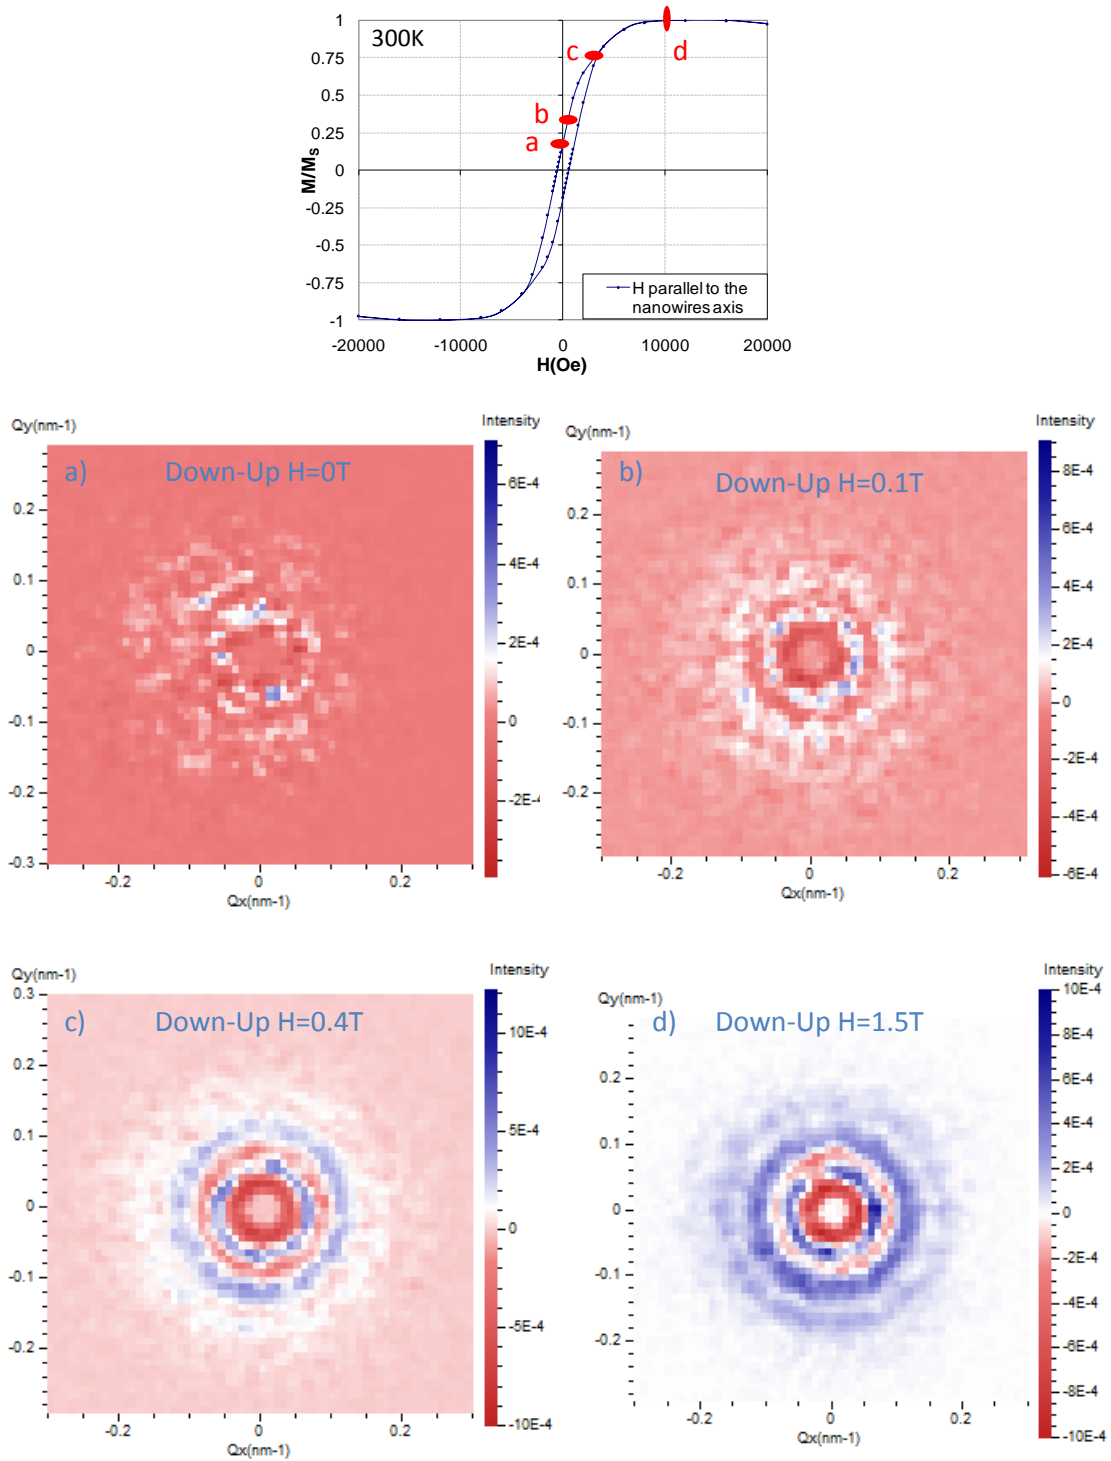 300K
1
0.75
0.5
0.25
0
-0.25
-0.5
-0.75
-1
M/MS
a
b
c
d
H parallel to the
nanowires axis
-20000 -10000 0 10000 20000
H(Oe)
Qy(nm-1)
Intensity
a) Down-Up H=0T
0.2
0.1
0
-0.1
-0.2
-0.3
-0.2 0 0.2
Qx(nm-1)
6E-4
4E-4
2E-4
0
-2E-4
Qy(nm-1)
Intensity
b) Down-Up H=0.1T
0.2
0.1
0
-0.1
-0.2
-0.2 0 0.2
Qx(nm-1)
8E-4
6E-4
4E-4
2E-4
0
-2E-4
-4E-4
-6E-4
Qy(nm-1)
Intensity
c) Down-Up H=0.4T
0.3
0.2
0.1
0
-0.1
-0.2
-0.2 0 0.2
Qx(nm-1)
10E-4
5E-4
0
-5E-4
-10E-4
Qy(nm-1)
Intensity
d) Down-Up H=1.5T
0.2
0.1
0
-0.1
-0.2
-0.2 0 0.2
Qx(nm-1)
10E-4
8E-4
6E-4
4E-4
2E-4
0
-2E-4
-4E-4
-6E-4
-8E-4
-10E-4